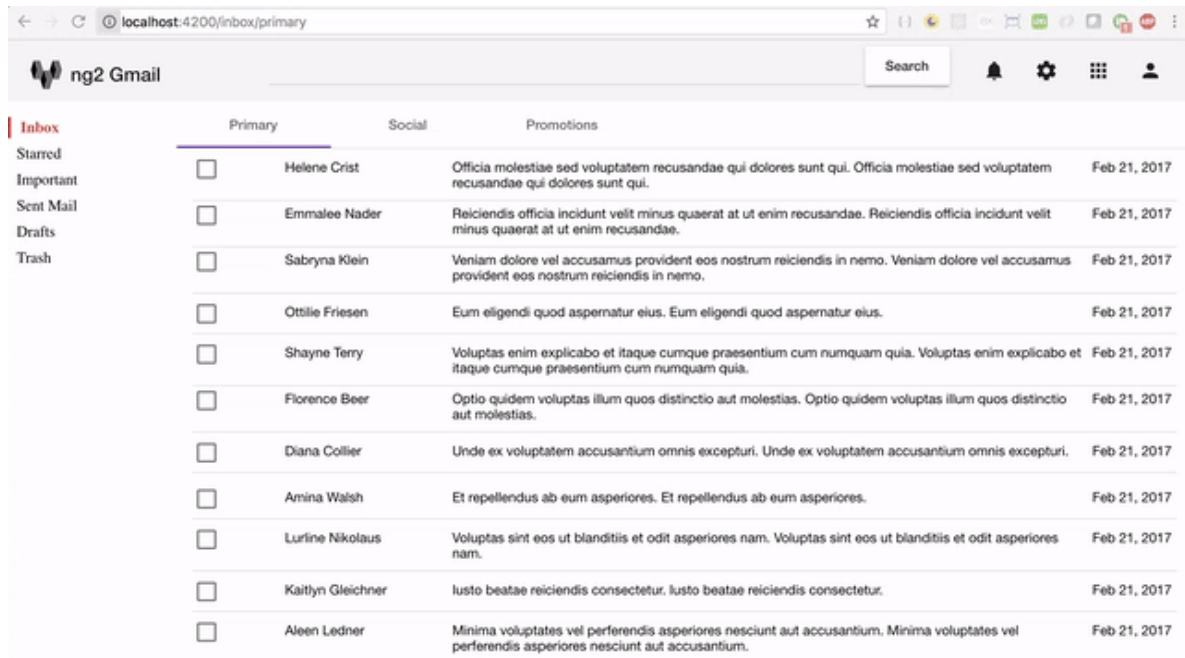 localhost:4200/inbox/primary
ng2 Gmail
Search
Inbox
Starred
Important
Sent Mail
Drafts
Trash
Primary Social Promotions
Helene Crist Officia molestiae sed voluptatem recusandae qui dolores sunt qui. Officia molestiae sed voluptatem Feb 21, 2017
recusandae qui dolores sunt qui.
Emmalee Nader Reiciendis officia incidunt velit minus quaerat at ut enim recusandae. Reiciendis officia incidunt velit Feb 21, 2017
minus quaerat at ut enim recusandae.
Sabryna Klein Veniam dolore vel accusamus provident eos nostrum reiciendis in nemo. Veniam dolore vel accusamus Feb 21, 2017
provident eos nostrum reiciendis in nemo.
Ottilie Friesen Eum eligendi quod aspernatur eius. Eum eligendi quod aspernatur eius. Feb 21, 2017
Shayne Terry Voluptas enim explicabo et itaque cumque praesentium cum numquam quia. Voluptas enim explicabo et Feb 21, 2017
itaque cumque praesentium cum numquam quia.
Florence Beer Optio quidem voluptas illum quos distinctio aut molestias. Optio quidem voluptas illum quos distinctio Feb 21, 2017
aut molestias.
Diana Collier Unde ex voluptatem accusantium omnis excepturi. Unde ex voluptatem accusantium omnis excepturi. Feb 21, 2017
Amina Walsh Et repellendus ab eum asperiores. Et repellendus ab eum asperiores. Feb 21, 2017
Lurline Nikolaus Voluptas sint eos ut blanditiis et odit asperiores nam. Voluptas sint eos ut blanditiis et odit asperiores Feb 21, 2017
nam.
Kaitlyn Gleichner Iusto beatae reiciendis consectetur. Iusto beatae reiciendis consectetur. Feb 21, 2017
Aleen Ledner Minima voluptates vel perferendis asperiores nesciunt aut accusantium. Minima voluptates vel Feb 21, 2017
perferendis asperiores nesciunt aut accusantium.